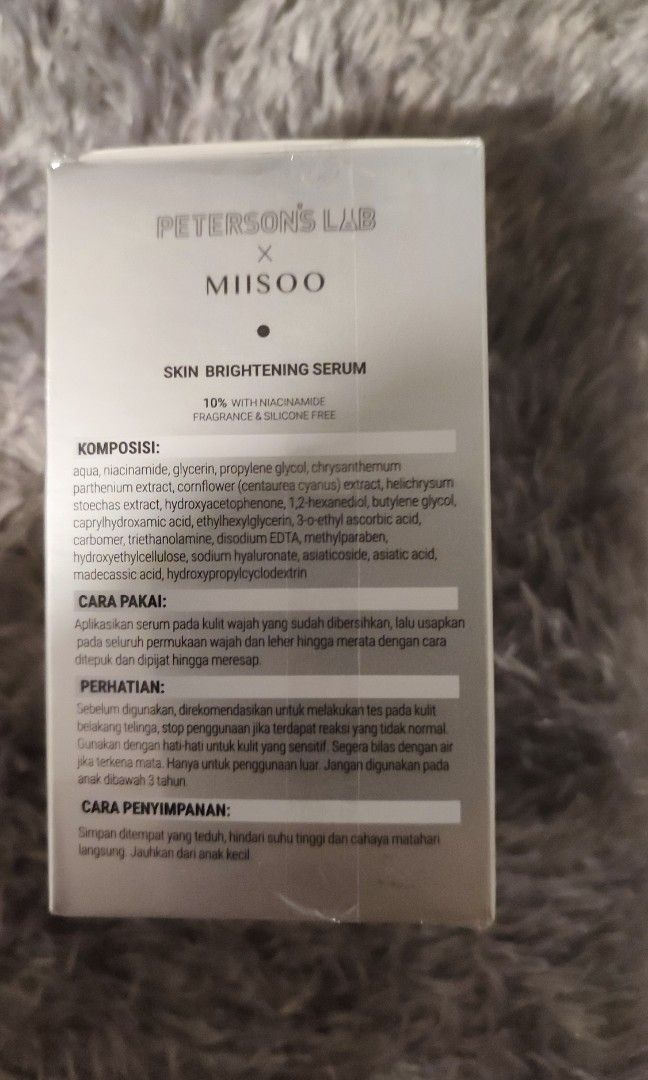 PETERSON'S LAB
X
MIISOO
SKIN BRIGHTENING SERUM
10% WITH NIACINAMIDE
FRAGRANCE & SILICONE FREE
KOMPOSISI:
aqua, niacinamide, glycerin, propylene glycol, chrysanthemum
parthenium extract, cornflower (centaurea cyanus) extract, helichrysum
stoechas extract, hydroxyacetophenone, 1,2-hexanediol, butylene glycol,
caprylhydroxamic acid, ethylhexylglycerin, 3-o-ethyl ascorbic acid,
carbomer, triethanolamine, disodium EDTA, methylparaben,
hydroxyethylcellulose, sodium hyaluronate, asiaticoside, asiatic acid,
madecassic acid, hydroxypropylcyclodextrin
CARA PAKAI:
Aplikasikan serum pada kulit wajah yang sudah dibersihkan, lalu usapkan
pada seluruh permukaan wajah dan leher hingga merata dengan cara
ditepuk dan dipijat hingga meresap.
PERHATIAN:
Sebelum digunakan, direkomendasikan untuk melakukan tes pada kulit
belakang telinga, stop penggunaan jika terdapat reaksi yang tidak normal.
Gunakan dengan hati-hati untuk kulit yang sensitif. Segera bilas dengan air
jika terkena mata. Hanya untuk penggunaan luar. Jangan digunakan pada
anak dibawah 3 tahun.
CARA PENYIMPANAN:
Simpan ditempat yang teduh, hindari suhu tinggi dan cahaya matahari
langsung. Jauhkan dari anak kecil.